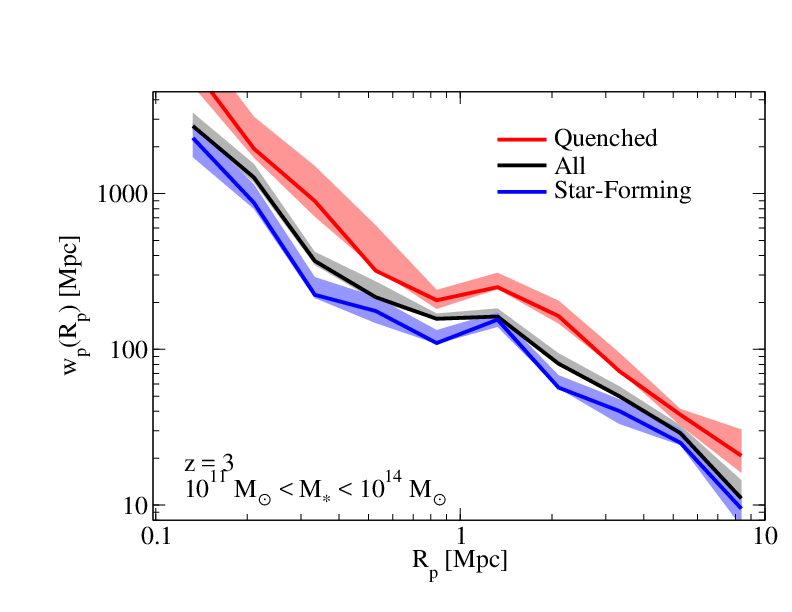 Quenched
All
Star-Forming
1000
100
10
w_p(R_p) [Mpc]
z = 3
10^11 M_⊙ < M_* < 10^14 M_⊙
0.1 1 10
R_p [Mpc]